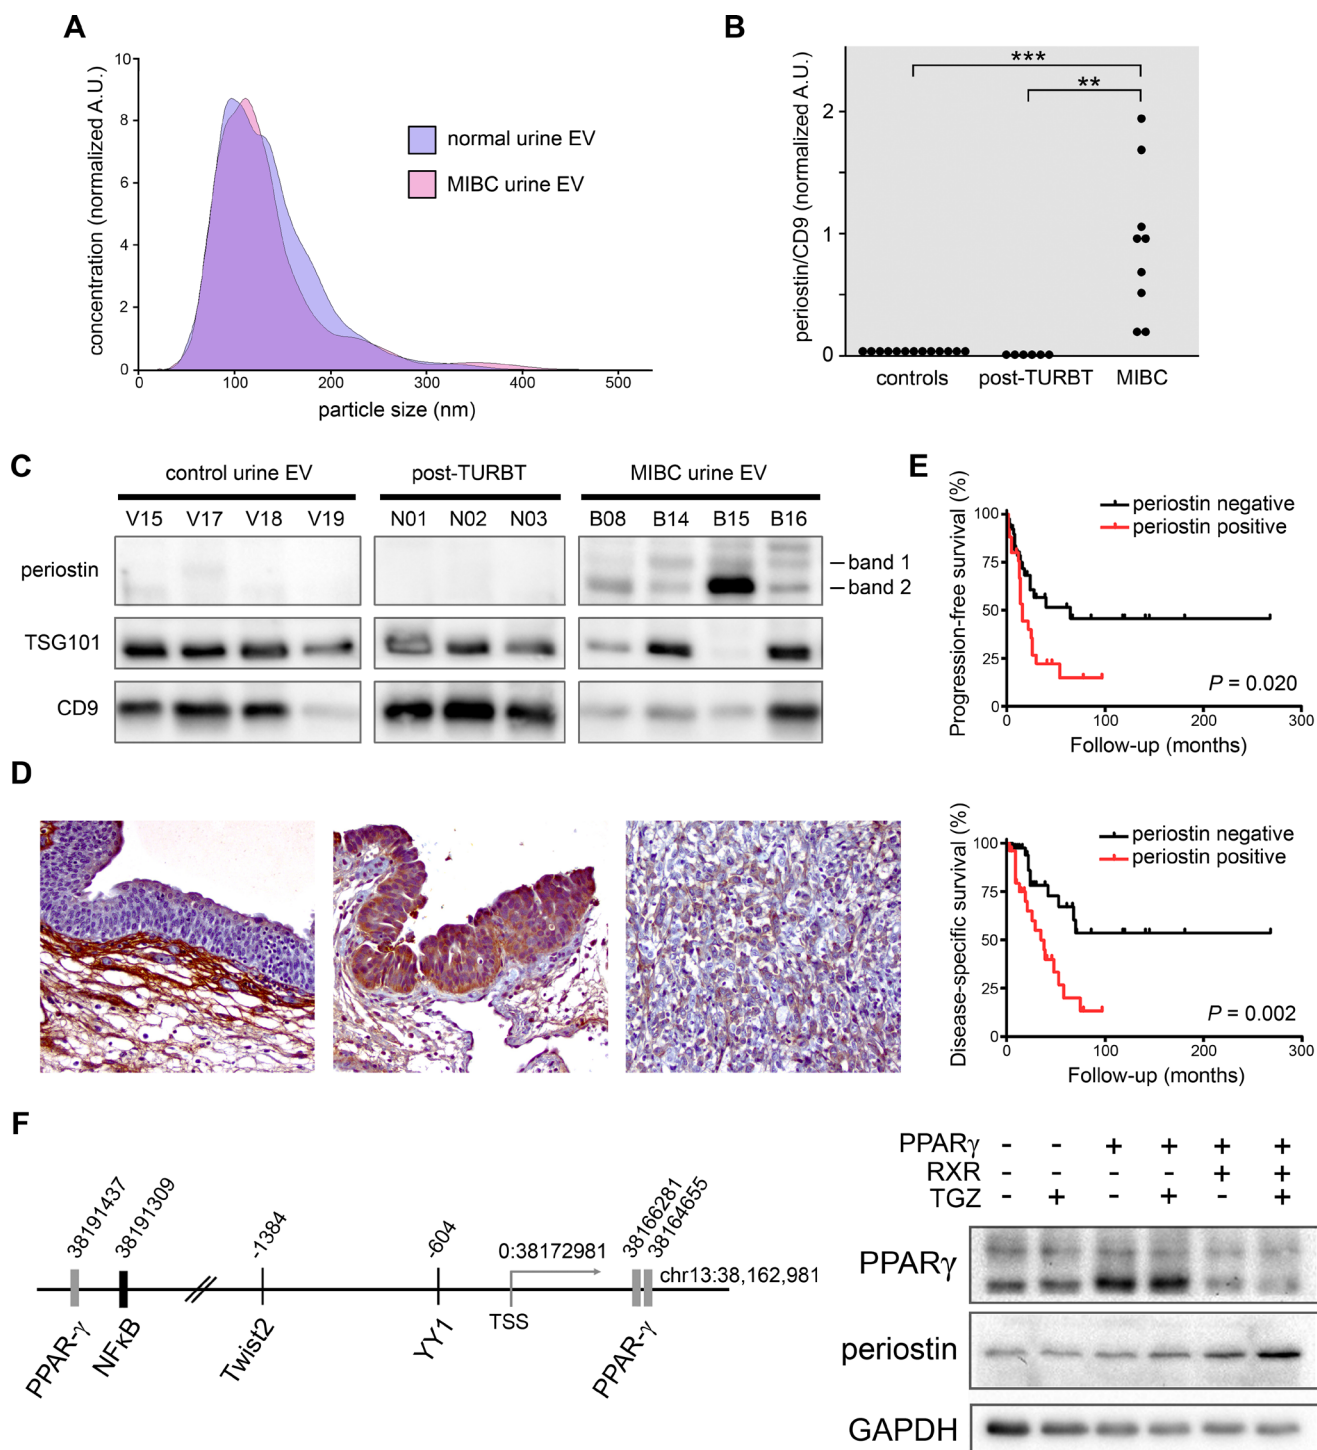 A
concentration (normalized A.U.)
10
8
6
4
2
0
0 100 200 300 400 500
particle size (nm)
normal urine EV
MIBC urine EV
B
periostin/CD9 (normalized A.U.)
2
1
0
***
**
controls post-TURBT MIBC
C
control urine EV post-TURBT MIBC urine EV
V15 V17 V18 V19 N01 N02 N03 B08 B14 B15 B16
periostin
band 1
band 2
TSG101
CD9
D
E
Progression-free survival (%)
periostin negative
periostin positive
100
75
50
25
0
P = 0.020
0 100 200 300
Follow-up (months)
Disease-specific survival (%)
periostin negative
periostin positive
100
75
50
25
0
P = 0.002
0 100 200 300
Follow-up (months)
F
38191437
38191309
-1384
-604
0:38172981
38166281
38164655
chr13:38,162,981
PPAR-γ
NFκB
Twist2
YY1
TSS
PPAR-γ
PPARγ - - + + + +
RXR - - - - + +
TGZ - + - + - +
PPARγ
periostin
GAPDH